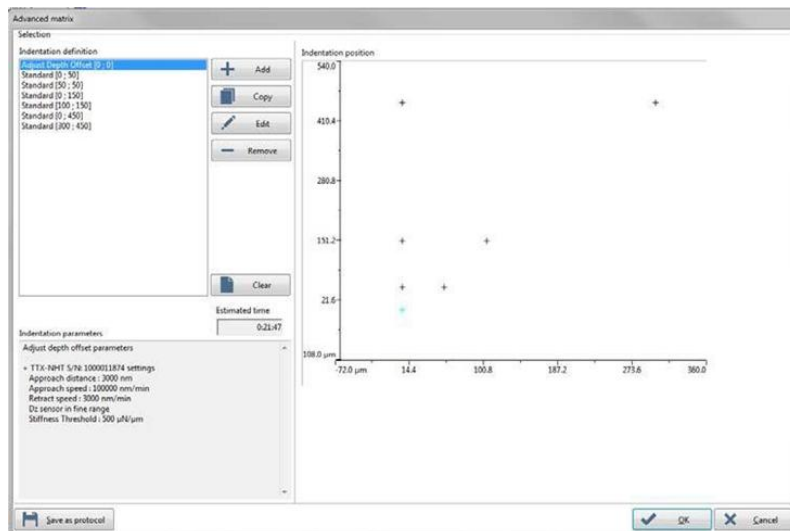 Advanced matrix
Selection
Indentation definition
Adjust Depth Offset [0 ; 0]
Standard [0 ; 50]
Standard [50 ; 50]
Standard [0 ; 150]
Standard [100 ; 150]
Standard [0 ; 450]
Standard [300 ; 450]
Add
Copy
Edit
Remove
Clear
Estimated time
0:21:47
Indentation parameters
Adjust depth offset parameters
+ TTX-NHT S/N: 1000011874 settings
Approach distance : 3000 nm
Approach speed : 100000 nm/min
Retract speed : 3000 nm/min
Dz sensor in fine range
Stiffness Threshold : 500 µN/µm
Indentation position
540.0
410.4
280.8
151.2
21.6
108.0 µm
-72.0 µm 14.4 100.8 187.2 273.6 360.0
Save as protocol
OK
Cancel